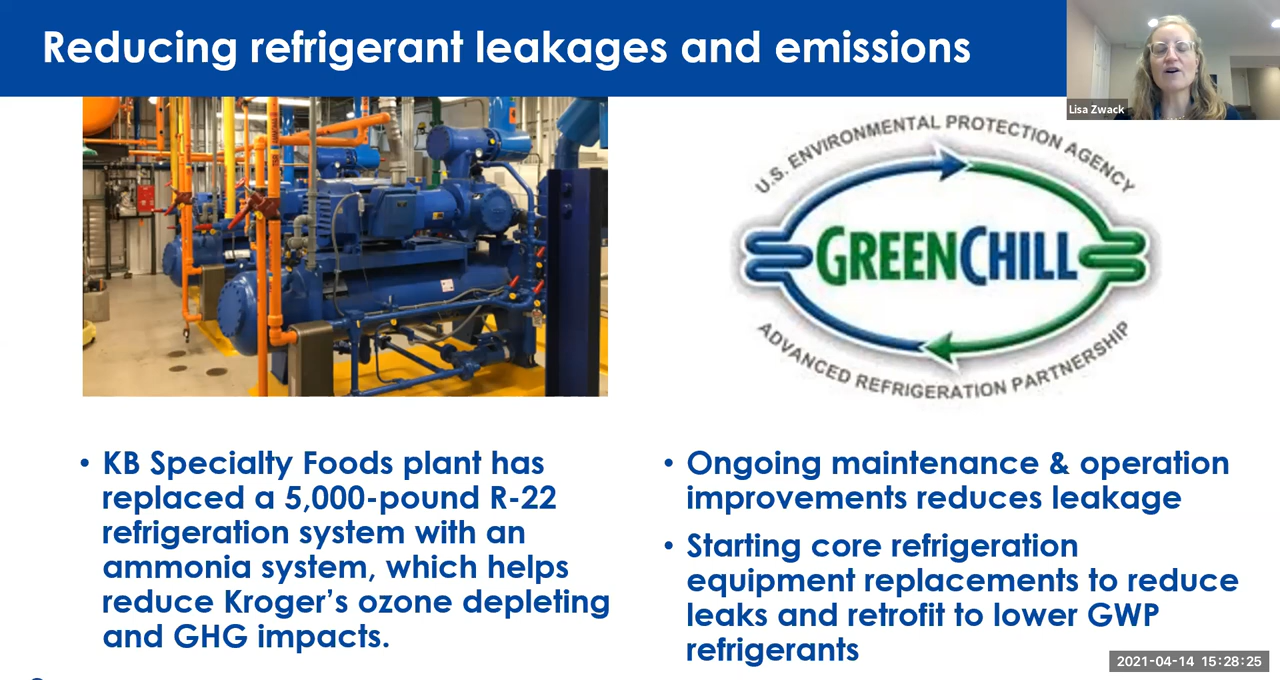 Reducing refrigerant leakages and emissions
Lisa Zwack
U.S. ENVIRONMENTAL PROTECTION AGENCY
GREENCHILL
ADVANCED REFRIGERATION PARTNERSHIP
• KB Specialty Foods plant has
replaced a 5,000-pound R-22
refrigeration system with an
ammonia system, which helps
reduce Kroger’s ozone depleting
and GHG impacts.
• Ongoing maintenance & operation
improvements reduces leakage
• Starting core refrigeration
equipment replacements to reduce
leaks and retrofit to lower GWP
refrigerants
2021-04-14 15:28:25